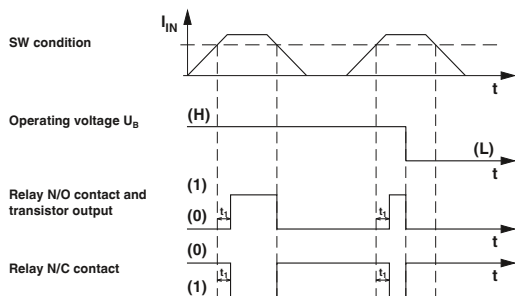 I_IN
SW condition
t
Operating voltage U_B
(H)
(L)
t
Relay N/O contact and
transistor output
(1)
(0)
t₁
t₁
t
Relay N/C contact
(0)
(1)
t₁
t₁
t